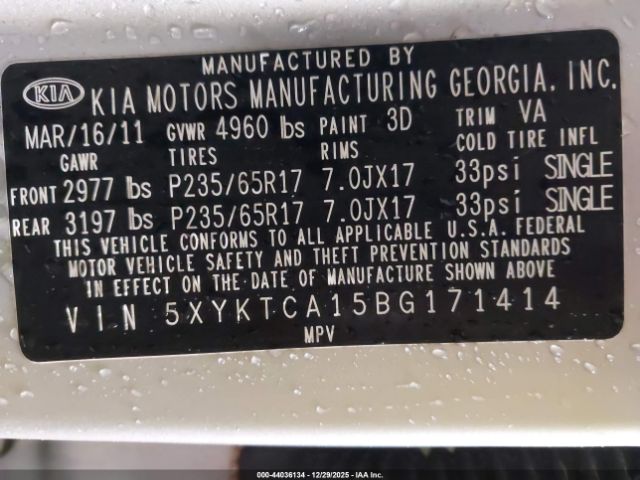 MANUFACTURED BY
KIA KIA MOTORS MANUFACTURING GEORGIA, INC.
MAR/16/11 GVWR 4960 lbs PAINT 3D TRIM VA
GAWR TIRES RIMS COLD TIRE INFL
FRONT 2977 lbs P235/65R17 7.0JX17 33psi SINGLE
REAR 3197 lbs P235/65R17 7.0JX17 33psi SINGLE
THIS VEHICLE CONFORMS TO ALL APPLICABLE U.S.A. FEDERAL
MOTOR VEHICLE SAFETY AND THEFT PREVENTION STANDARDS
IN EFFECT ON THE DATE OF MANUFACTURE SHOWN ABOVE
VIN 5XYKTCA15BG171414
MPV
000-44036134 - 12/29/2025 - IAA Inc.